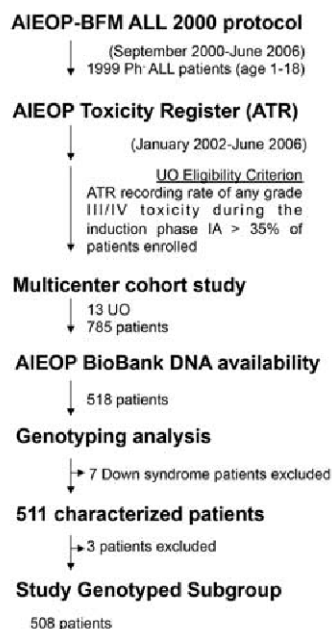 AIEOP-BFM ALL 2000 protocol
(September 2000-June 2006)
1999 Ph- ALL patients (age 1-18)
AIEOP Toxicity Register (ATR)
(January 2002-June 2006)
UO Eligibility Criterion
ATR recording rate of any grade
III/IV toxicity during the
induction phase IA > 35% of
patients enrolled
Multicenter cohort study
13 UO
785 patients
AIEOP BioBank DNA availability
518 patients
Genotyping analysis
7 Down syndrome patients excluded
511 characterized patients
3 patients excluded
Study Genotyped Subgroup
508 patients